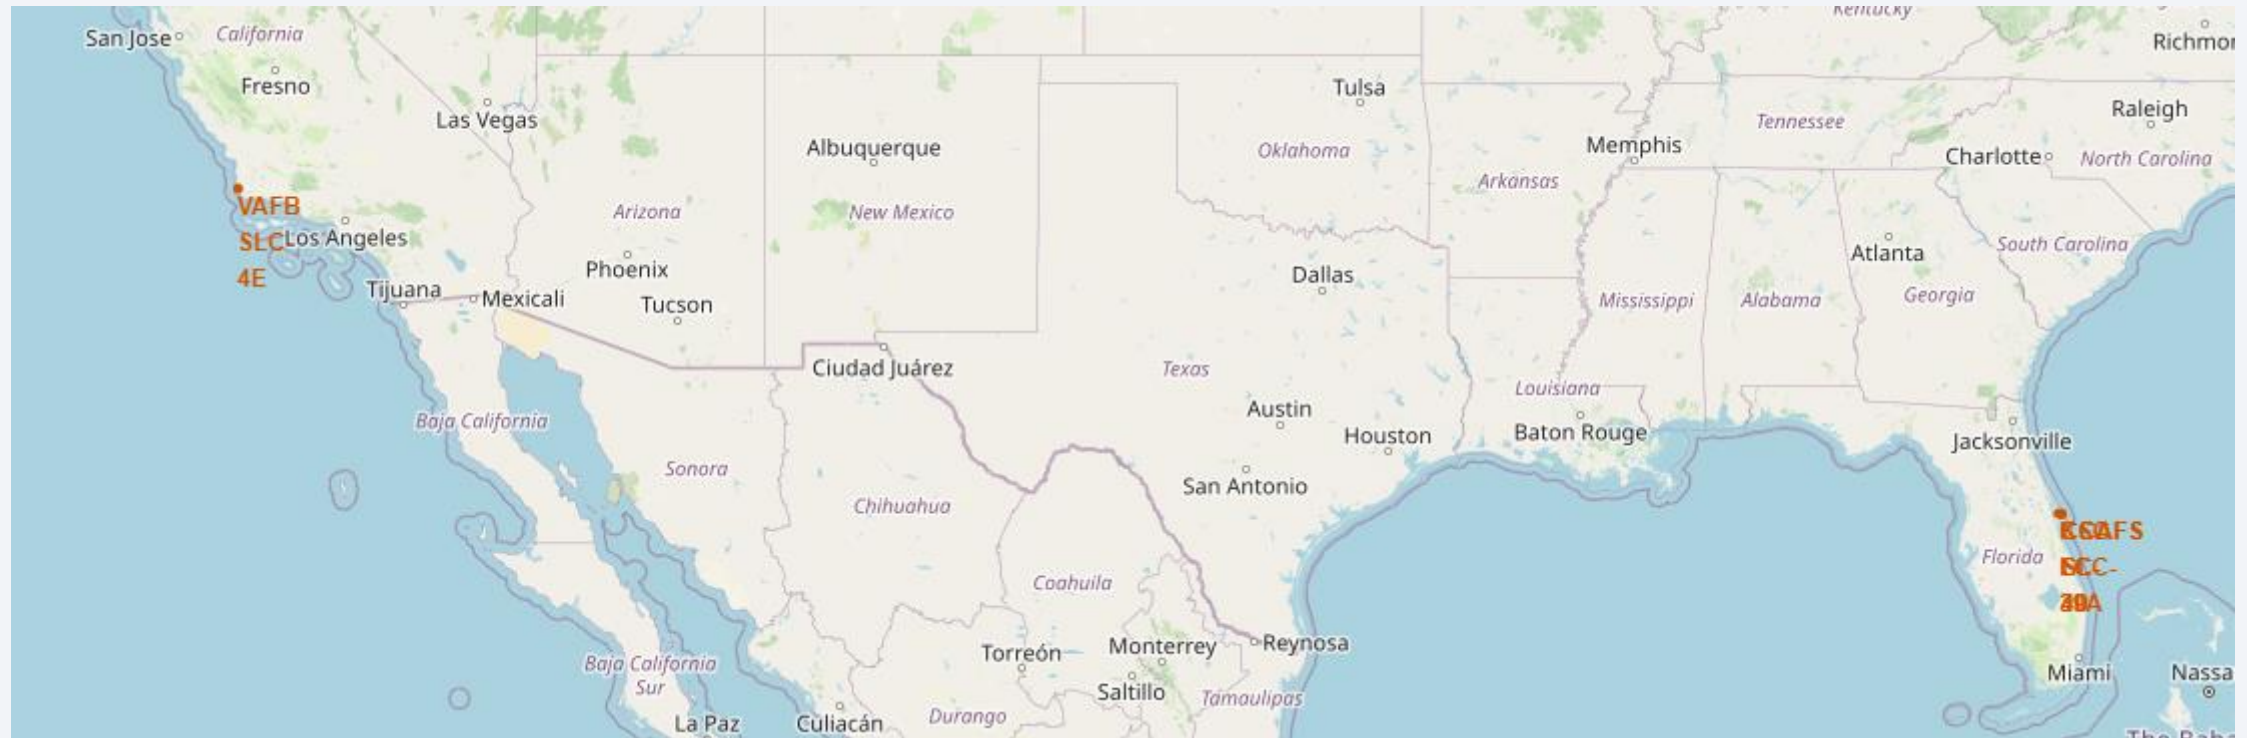 Kentucky
San Jose
California
Richmor
Fresno
Tulsa
Las Vegas
Raleigh
Tennessee
Albuquerque
Oklahoma
Memphis
Charlotte
North Carolina
Arkansas
VAFB
SLC-
4E
Arizona
New Mexico
Los Angeles
South Carolina
Atlanta
Phoenix
Dallas
Tijuana
Mexicali
Tucson
Mississippi
Alabama
Georgia
Ciudad Juárez
Texas
Louisiana
Baja California
Austin
Houston
Baton Rouge
Jacksonville
Sonora
San Antonio
Chihuahua
Florida
Coahuila
Torreón
Monterrey
Reynosa
Baja California
Sur
Saltillo
Tamaulipas
Miami
Nassa
La Paz
Culiacán
Durango